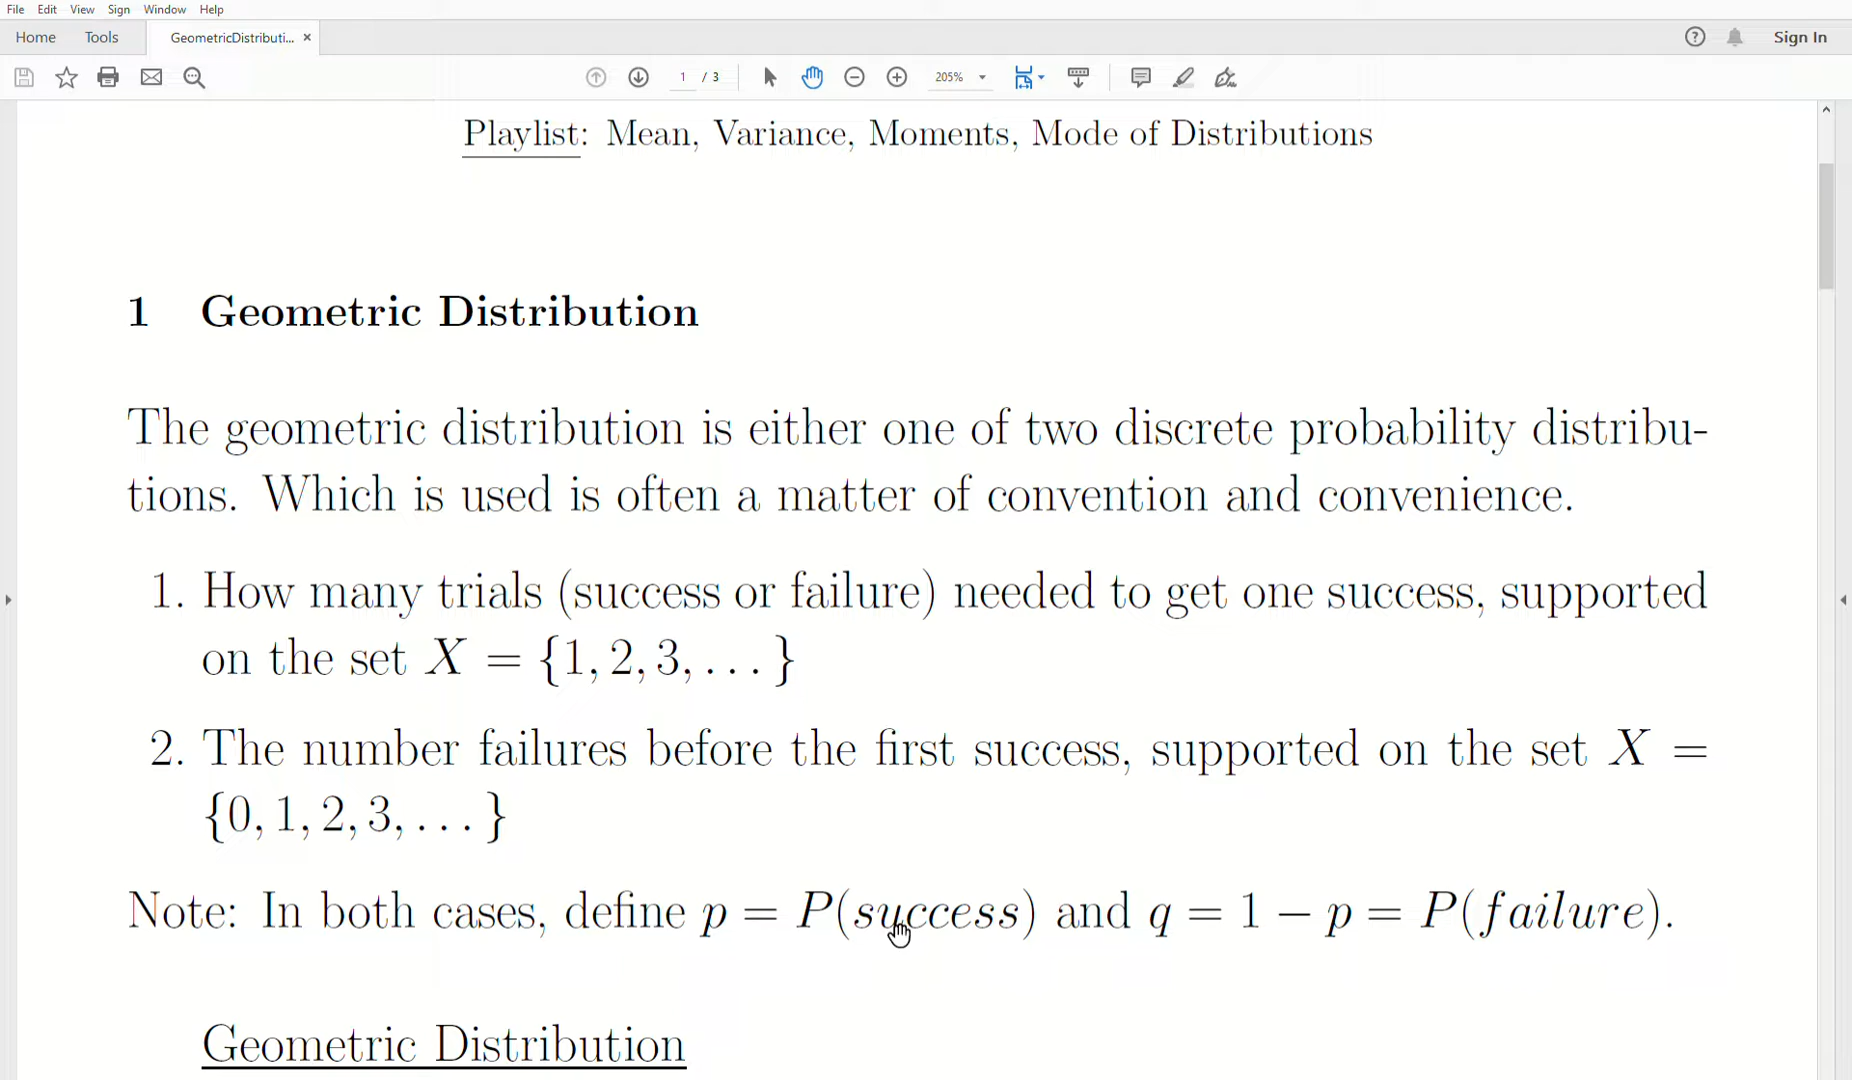 File Edit View Sign Window Help
Home Tools GeometricDistributi... × Sign In
1 / 3 205%
Playlist: Mean, Variance, Moments, Mode of Distributions
1 Geometric Distribution
The geometric distribution is either one of two discrete probability distribu-
tions. Which is used is often a matter of convention and convenience.
1. How many trials (success or failure) needed to get one success, supported
on the set X = {1, 2, 3, . . . }
2. The number failures before the first success, supported on the set X =
{0, 1, 2, 3, . . . }
Note: In both cases, define p = P(success) and q = 1 − p = P(failure).
Geometric Distribution